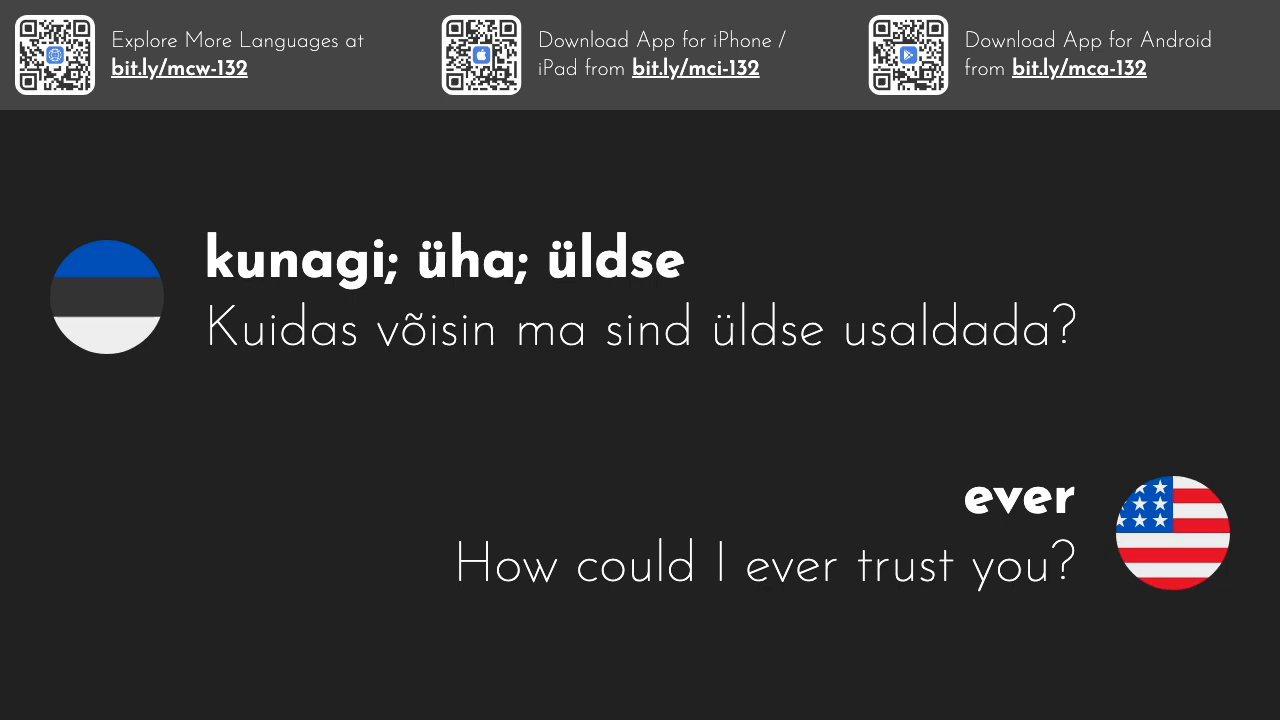 Explore More Languages at
bit.ly/mcw-132
Download App for iPhone /
iPad from bit.ly/mci-132
Download App for Android
from bit.ly/mca-132
kunagi; üha; üldse
Kuidas võisin ma sind üldse usaldada?
ever
How could I ever trust you?